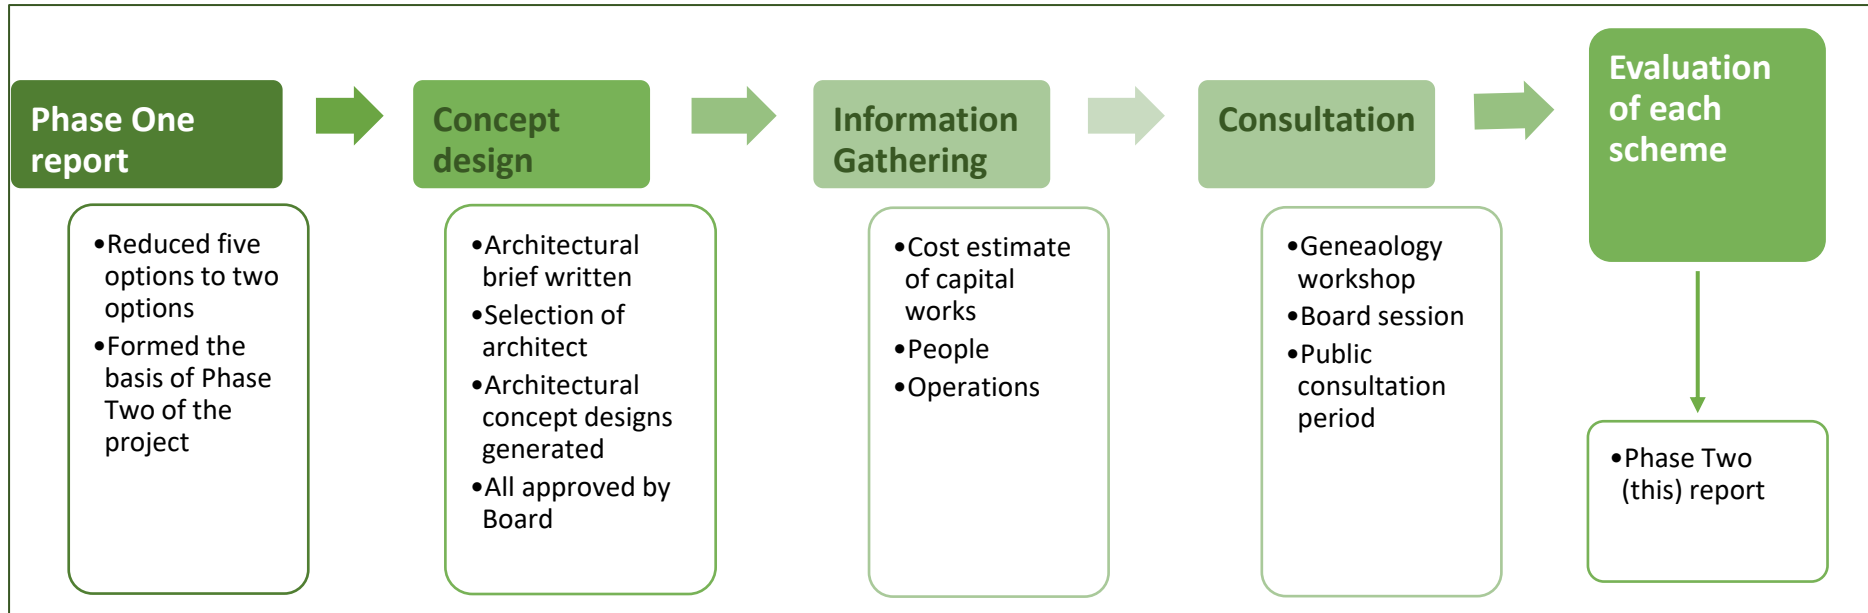 Phase One
report
•Reduced five
options to two
options
•Formed the
basis of Phase
Two of the
project
Concept
design
•Architectural
brief written
•Selection of
architect
•Architectural
concept designs
generated
•All approved by
Board
Information
Gathering
•Cost estimate
of capital
works
•People
•Operations
Consultation
•Geneaology
workshop
•Board session
•Public
consultation
period
Evaluation
of each
scheme
•Phase Two
(this) report